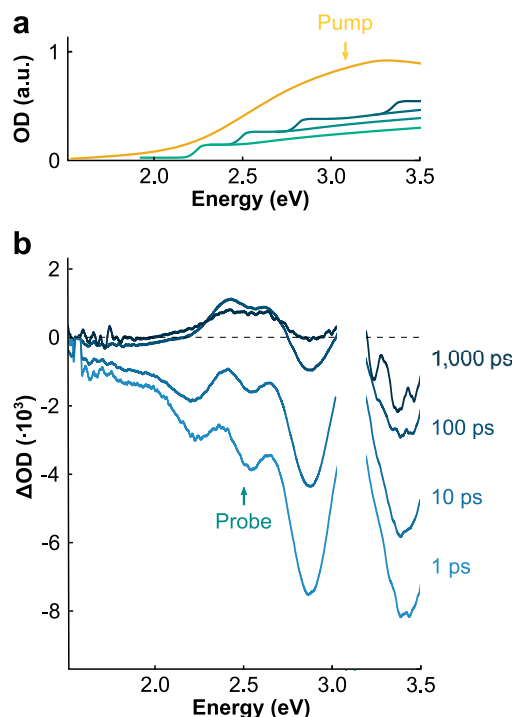 a
Pump
OD (a.u.)
1
0
2.0 2.5 3.0 3.5
Energy (eV)
b
ΔOD (·10³)
2
0
-2
-4
-6
-8
1,000 ps
100 ps
10 ps
1 ps
Probe
2.0 2.5 3.0 3.5
Energy (eV)